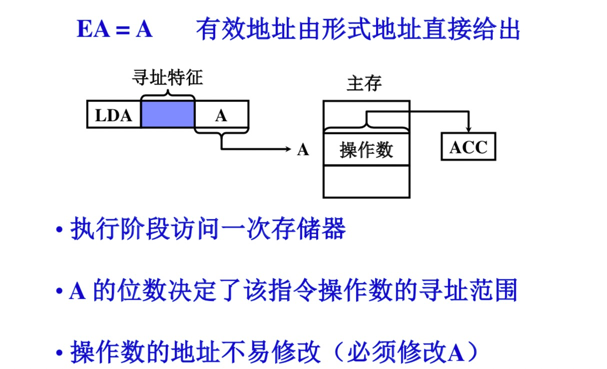 EA = A 有效地址由形式地址直接给出
寻址特征
主存
LDA A
A 操作数 ACC
• 执行阶段访问一次存储器
• A 的位数决定了该指令操作数的寻址范围
• 操作数的地址不易修改（必须修改A）